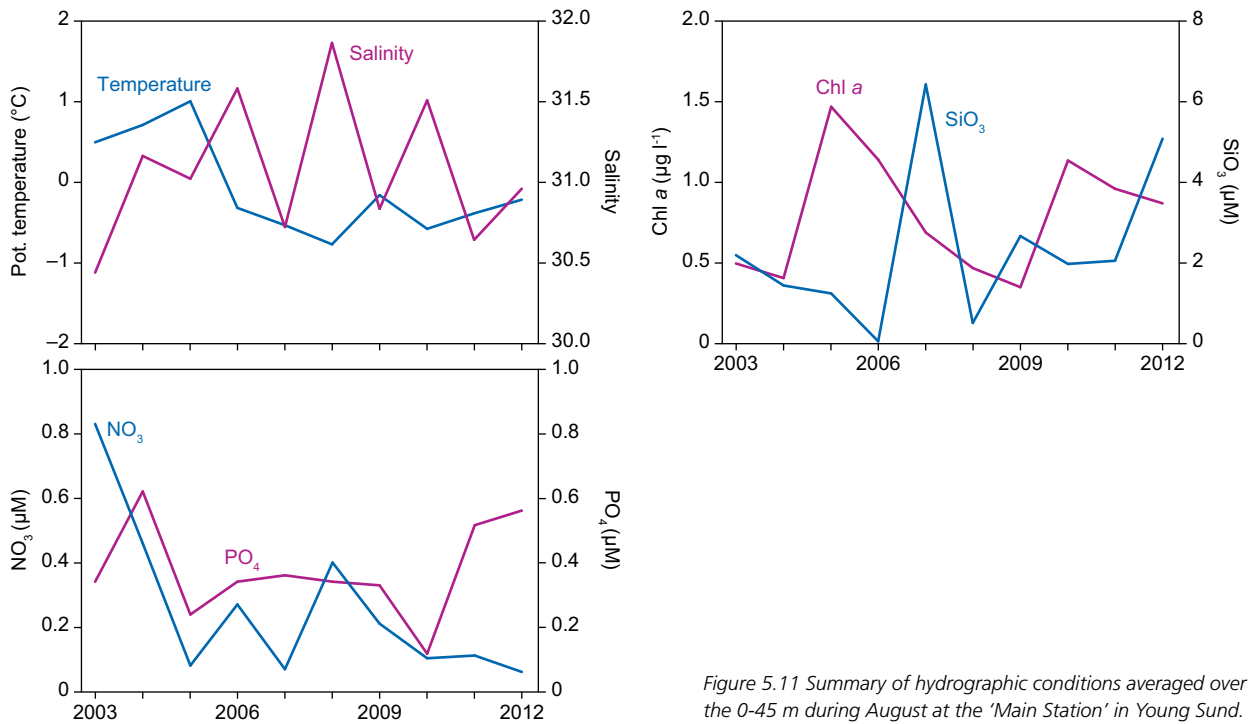 2
1
0
−1
−2
Pot. temperature (°C)
Temperature
Salinity
32.0
31.5
31.0
30.5
30.0
Salinity
2.0
1.5
1.0
0.5
0
Chl a (µg l-1)
Chl a
SiO3
8
6
4
2
0
SiO3
(µM)
2003 2006 2009 2012
1.0
0.8
0.6
0.4
0.2
0
NO3 (µM)
NO3
PO4
1.0
0.8
0.6
0.4
0.2
0
PO4 (µM)
2003 2006 2009 2012
Figure 5.11 Summary of hydrographic conditions averaged over
the 0-45 m during August at the ‘Main Station’ in Young Sund.